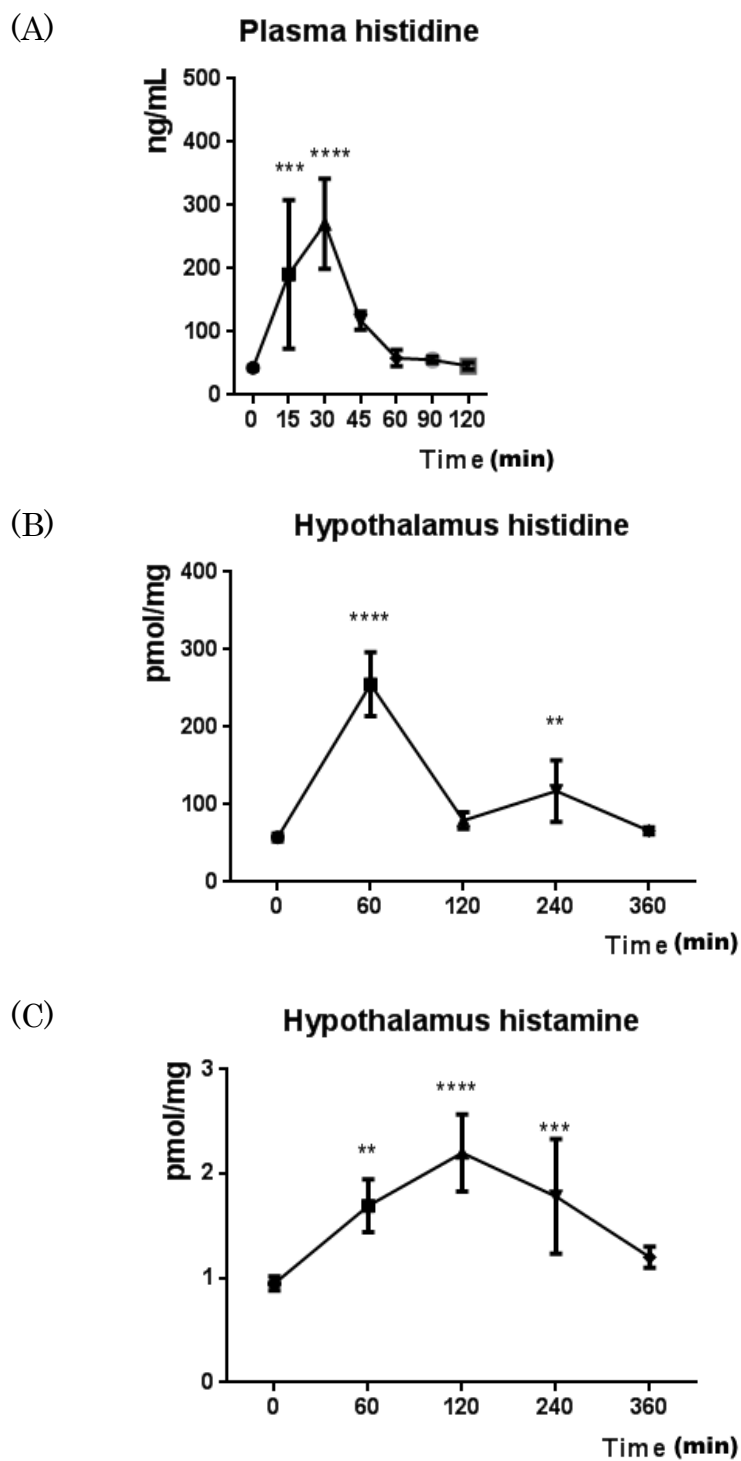 (A)
Plasma histidine
ng/mL
500
400
300
200
100
0
*** ****
0 15 30 45 60 90 120
Time (min)
(B)
Hypothalamus histidine
pmol/mg
400
300
200
100
0
****
**
0 60 120 240 360
Time (min)
(C)
Hypothalamus histamine
pmol/mg
3
2
1
0
**
****
***
0 60 120 240 360
Time (min)